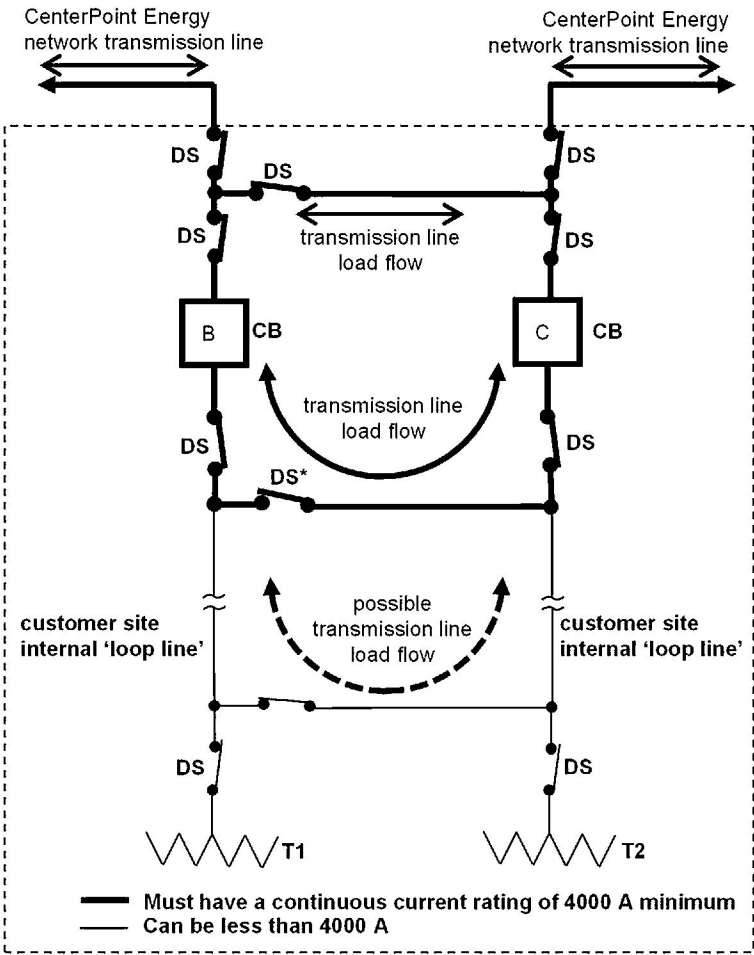 CenterPoint Energy
network transmission line
CenterPoint Energy
network transmission line
DS
DS
DS
transmission line
load flow
DS
DS
B
CB
C
CB
transmission line
load flow
DS
DS
DS*
possible
transmission line
load flow
customer site
internal ‘loop line’
customer site
internal ‘loop line’
DS
DS
T1
T2
Must have a continuous current rating of 4000 A minimum
Can be less than 4000 A